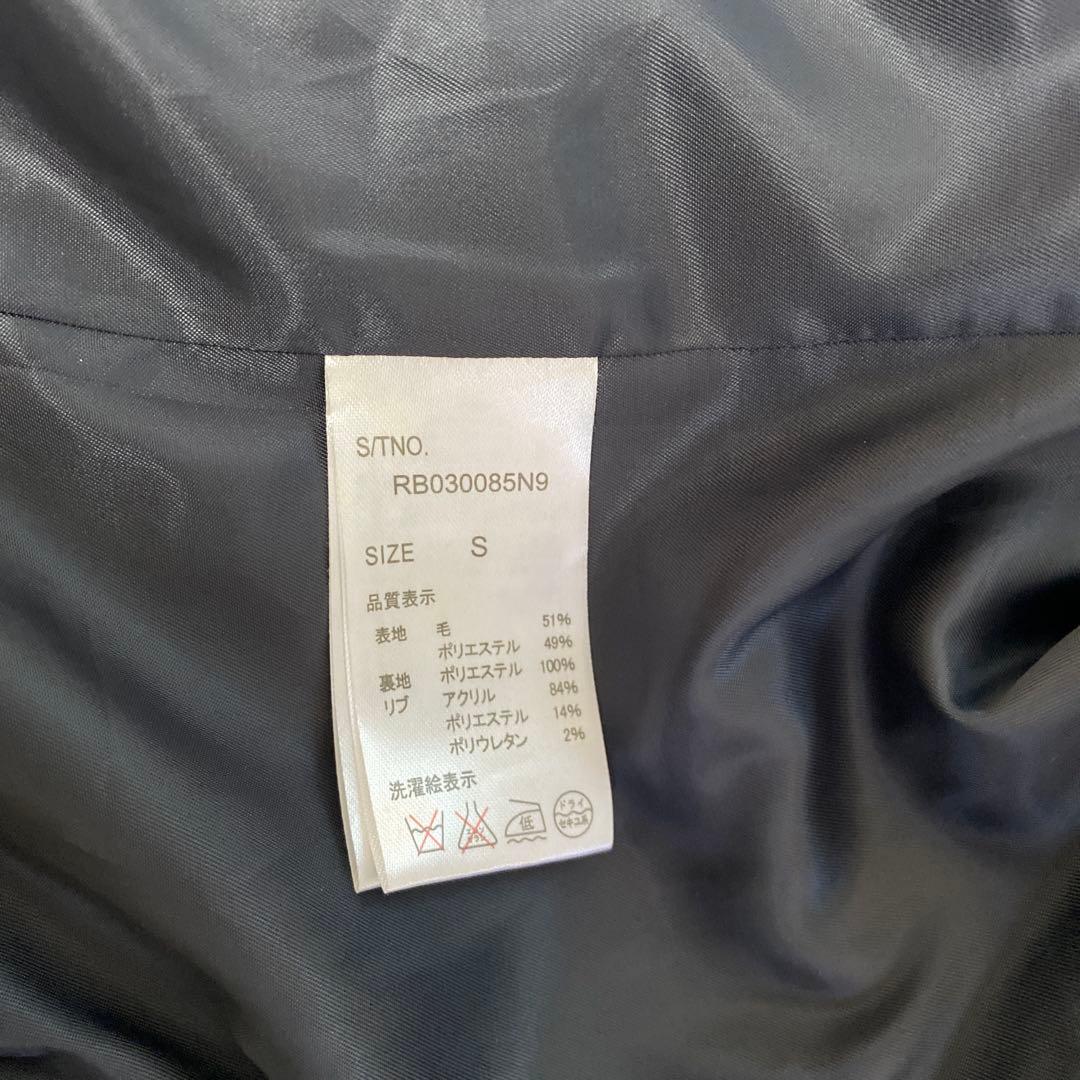 S/TNO.
RB030085N9
SIZE S
品質表示
表地 毛 51%
ポリエステル 49%
裏地 ポリエステル 100%
リブ アクリル 84%
ポリエステル 14%
ポリウレタン 2%
洗濯絵表示
低
ドライ
セキユ系